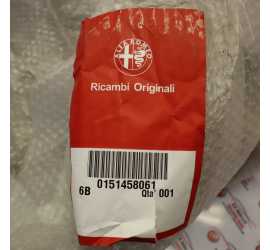 ALFA ROMEO
Ricambi Originali
0151458061
6B
Qta' 001